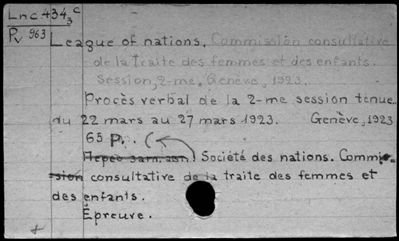 Lnc 434₃c
Pv 963
League of nations. Commission consultative
de la traite des femmes et des enfants.
Session, 2-me. Genève, 1923.
Procès verbal de la 2-me session tenue
du 22 mars au 27 mars 1923. Genève, 1923
65 p. (
Société des nations. Commis-
sion consultative de la traite des femmes et
des enfants.
Épreuve.